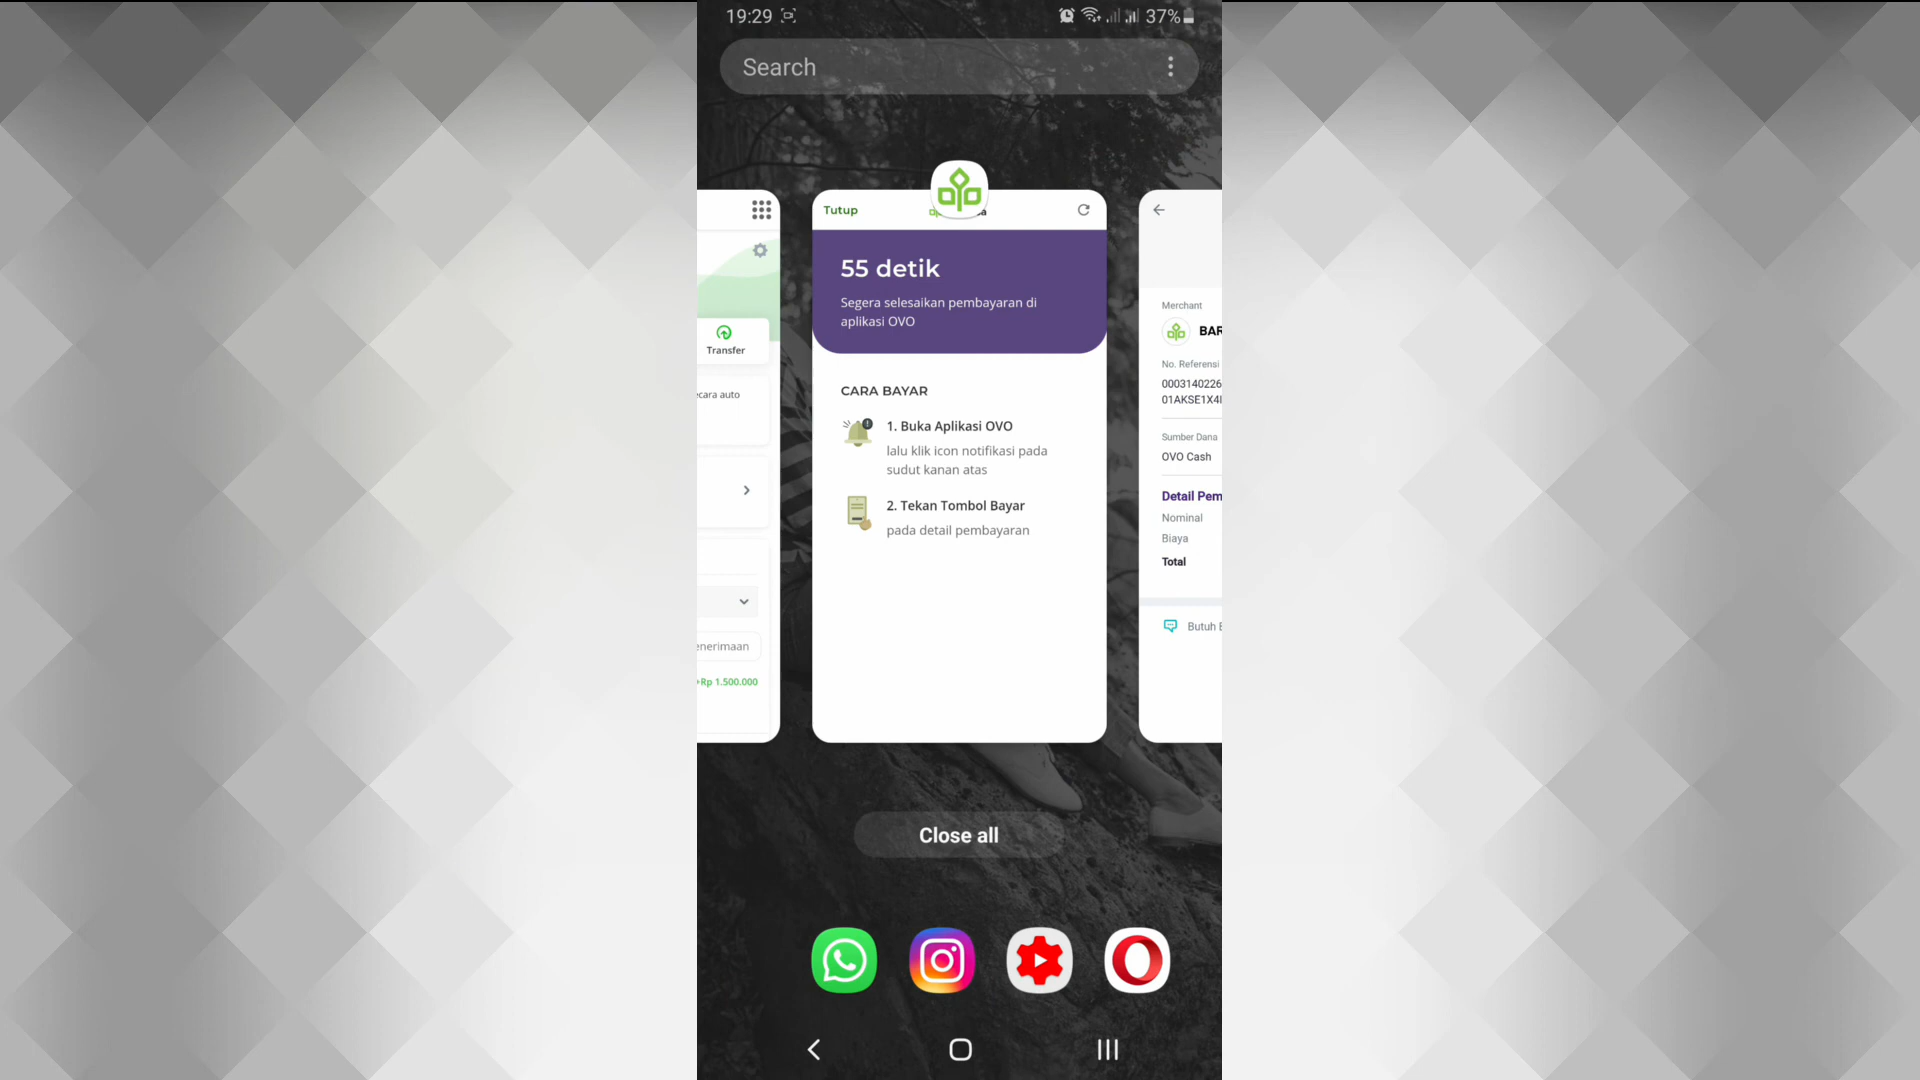 19:29
37%
Search
Transfer
ecara auto
enerimaan
+Rp 1.500.000
Tutup
55 detik
Segera selesaikan pembayaran di
aplikasi OVO
CARA BAYAR
1. Buka Aplikasi OVO
lalu klik icon notifikasi pada
sudut kanan atas
2. Tekan Tombol Bayar
pada detail pembayaran
Merchant
BAR
No. Referensi
0003140226
01AKSE1X4
Sumber Dana
OVO Cash
Detail Pem
Nominal
Biaya
Total
Butuh
Close all